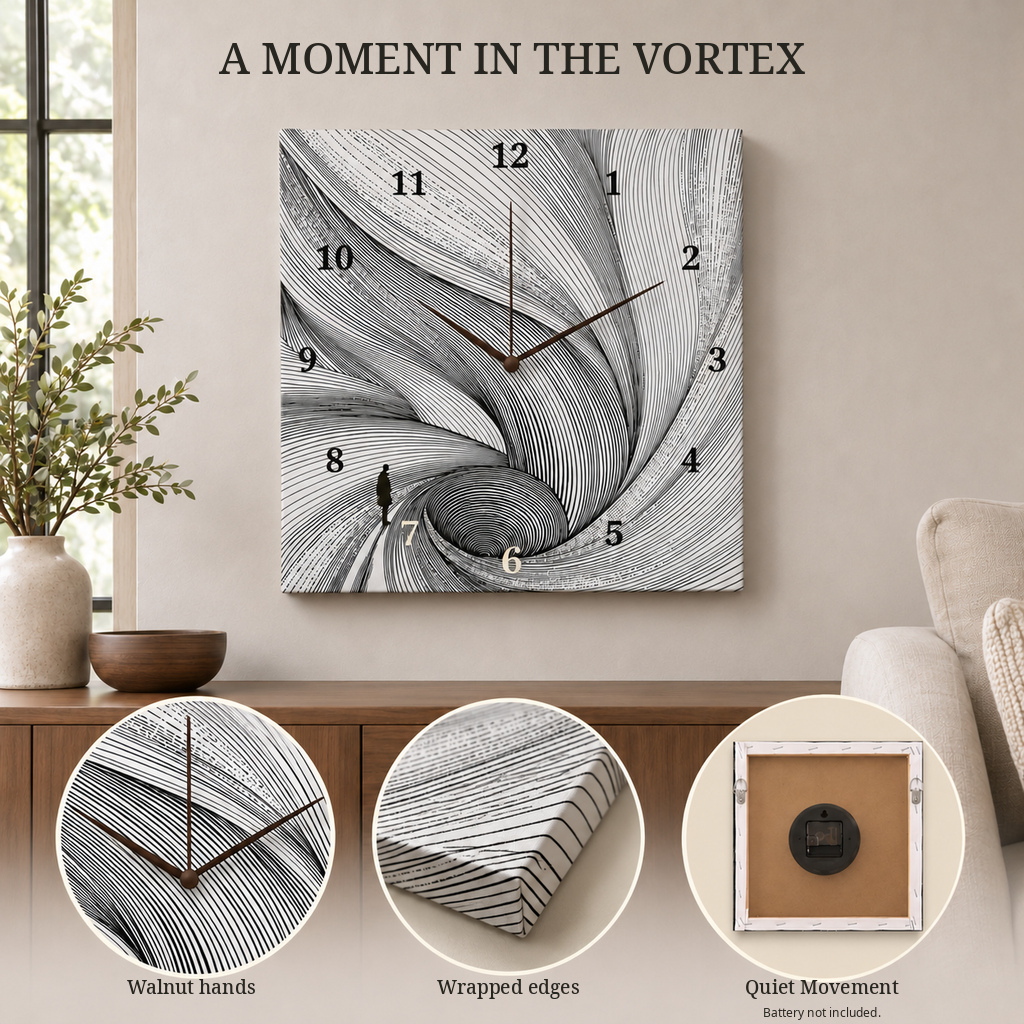 A MOMENT IN THE VORTEX
12
11
1
10
2
9
3
8
4
7
5
6
Walnut hands
Wrapped edges
Quiet Movement
Battery not included.